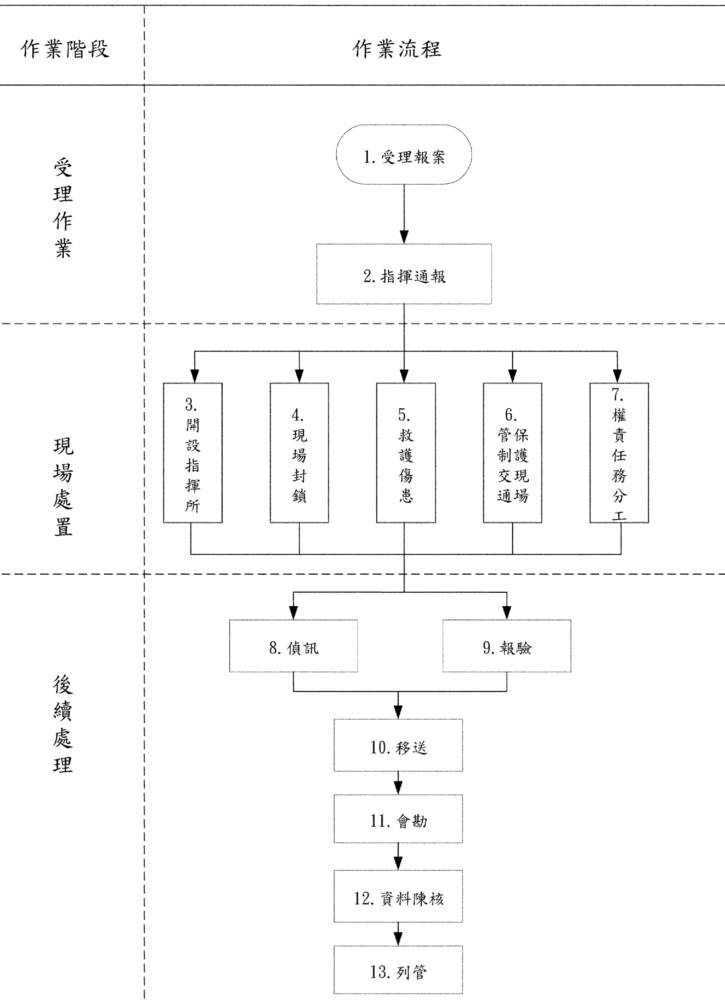 作業階段
作業流程
受理作業
1.受理報案
2.指揮通報
現場處置
3.開設指揮所
4.現場封鎖
5.救護傷患
6.
保護現場
管制交通
7.權責任務分工
後續處理
8.偵訊
9.報驗
10.移送
11.會勘
12.資料陳核
13.列管